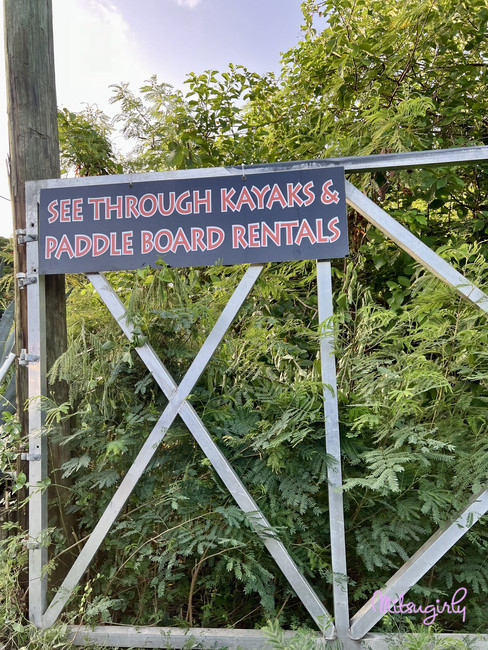 SEE THROUGH KAYAKS &
PADDLE BOARD RENTALS